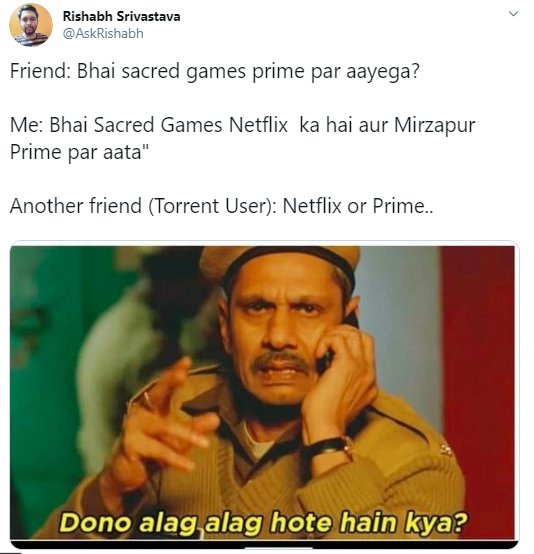 Rishabh Srivastava
@AskRishabh
Friend: Bhai sacred games prime par aayega?
Me: Bhai Sacred Games Netflix  ka hai aur Mirzapur
Prime par aata"
Another friend (Torrent User): Netflix or Prime..
Dono alag alag hote hain kya?